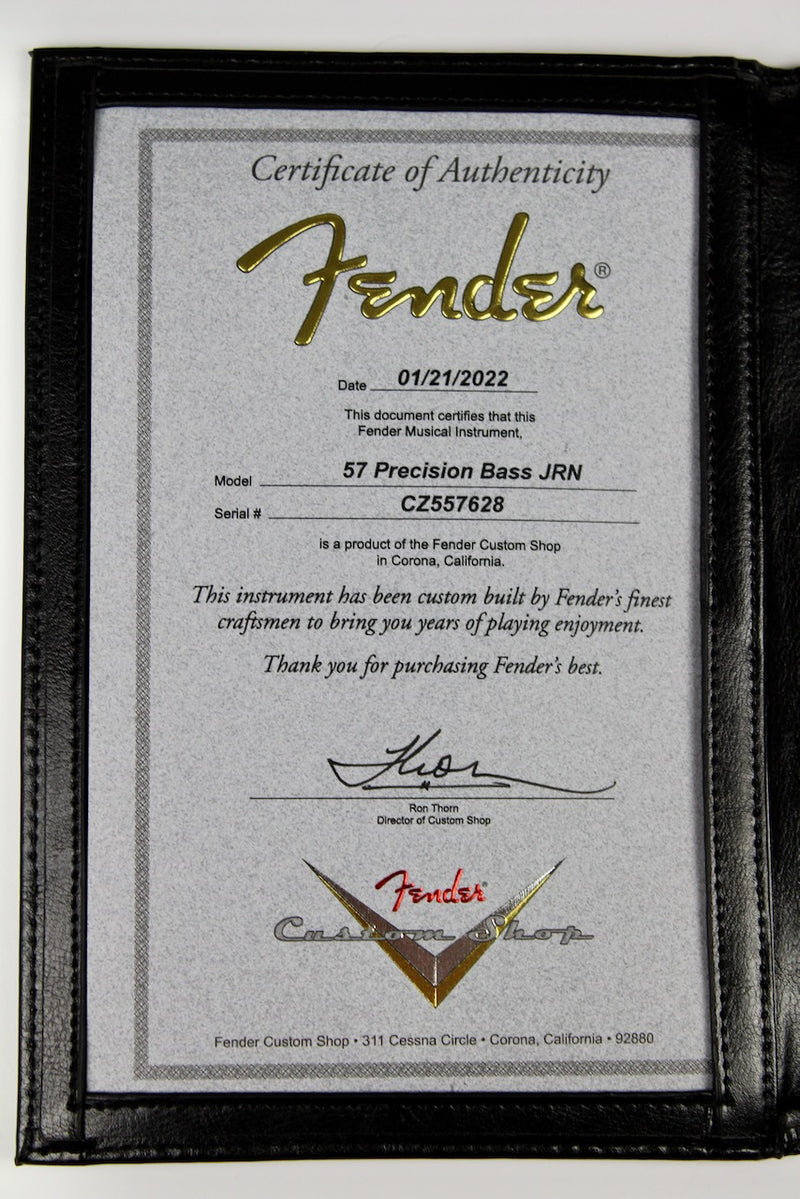 Certificate of Authenticity
Fender®
Date 01/21/2022
This document certifies that this
Fender Musical Instrument,
Model 57 Precision Bass JRN
Serial # CZ557628
is a product of the Fender Custom Shop
in Corona, California.
This instrument has been custom built by Fender's finest
craftsmen to bring you years of playing enjoyment.
Thank you for purchasing Fender's best.
Ron Thorn
Director of Custom Shop
Fender
Custom Shop
Fender Custom Shop • 311 Cessna Circle • Corona, California • 92880